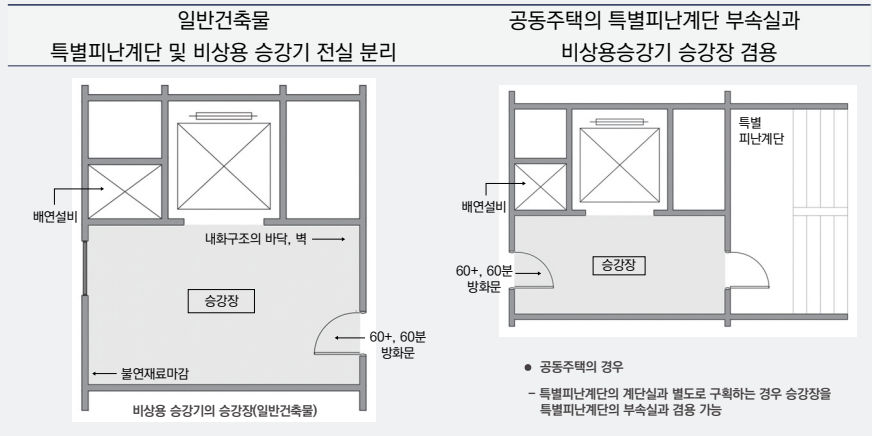 일반건축물
특별피난계단 및 비상용 승강기 전실 분리
공동주택의 특별피난계단 부속실과
비상용승강기 승강장 겸용
배연설비
내화구조의 바닥, 벽
승강장
60+, 60분
방화문
불연재료마감
비상용 승강기의 승강장(일반건축물)
특별
피난계단
배연설비
60+, 60분
방화문
승강장
● 공동주택의 경우
– 특별피난계단의 계단실과 별도로 구획하는 경우 승강장을
특별피난계단의 부속실과 겸용 가능